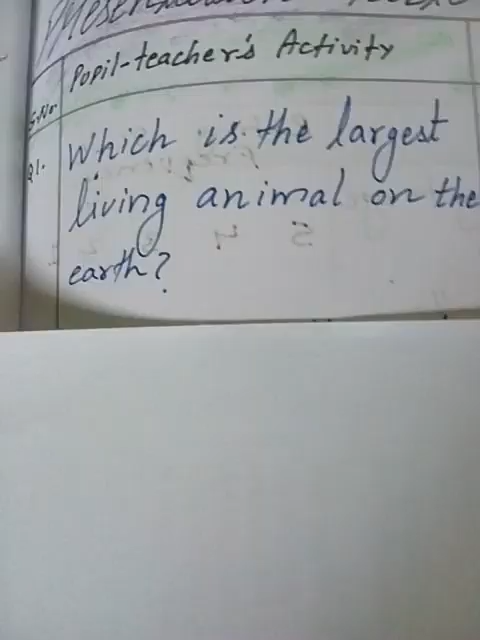 Pupil-teacher's Activity
S.No.
Q1. Which is the largest
living animal on the
earth?